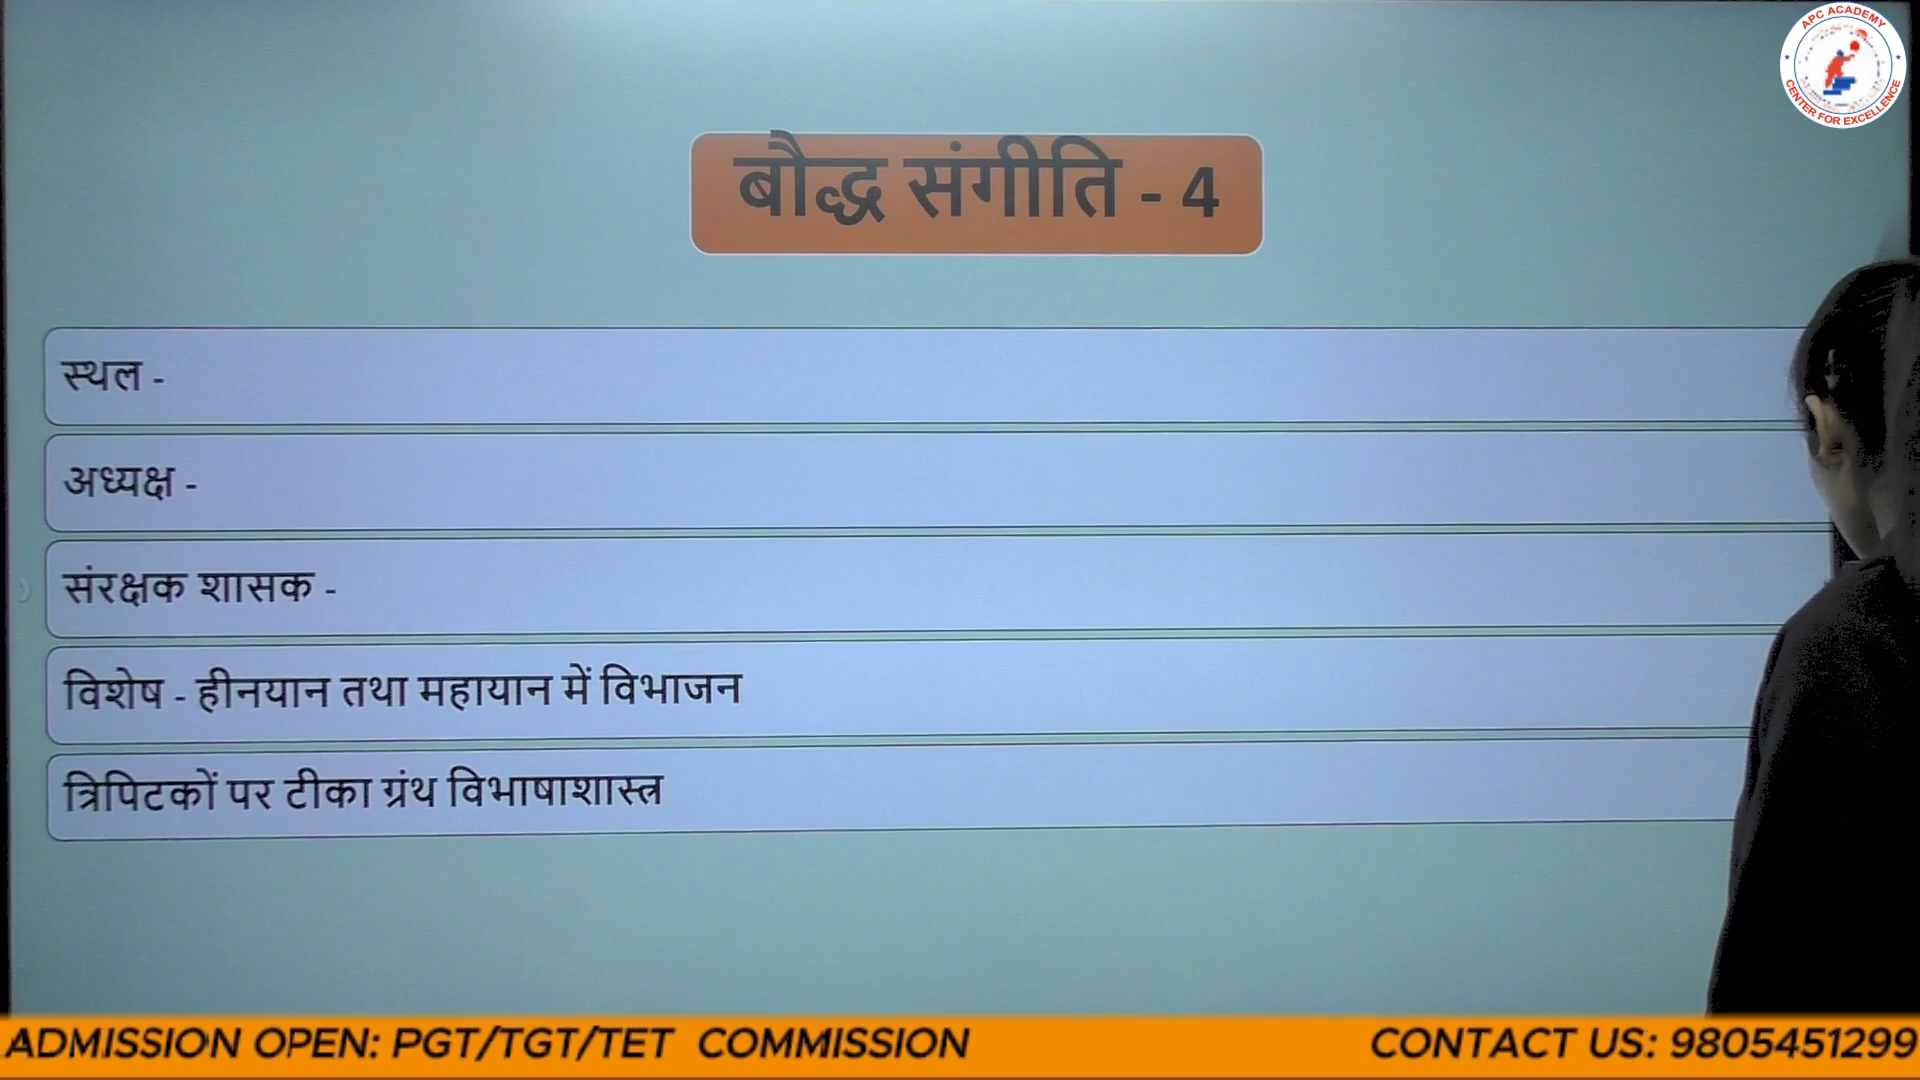 APC ACADEMY
CENTER FOR EXCELLENCE
बौद्ध संगीति - 4
स्थल -
अध्यक्ष -
संरक्षक शासक -
विशेष - हीनयान तथा महायान में विभाजन
त्रिपिटकों पर टीका ग्रंथ विभाषाशास्त्र
ADMISSION OPEN: PGT/TGT/TET COMMISSION
CONTACT US: 9805451299